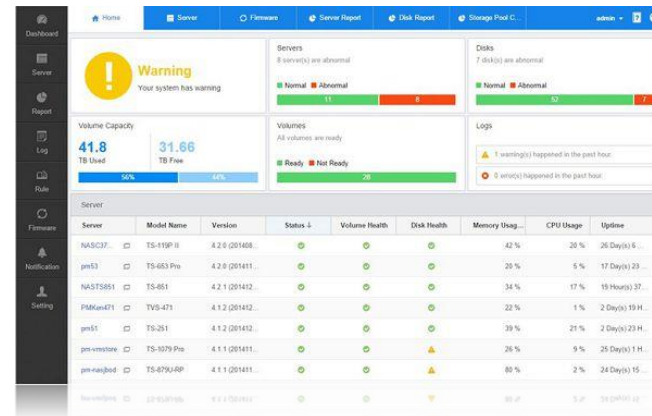 Home
Server
Firmware
Server Report
Disk Report
Storage Pool C...
admin
?
Dashboard
Server
Report
Log
Rule
Firmware
Notification
Setting
Warning
Your system has warning
Servers
8 server(s) are abnormal
Normal Abnormal
11 8
Disks
7 disk(s) are abnormal
Normal Abnormal
52 7
Volume Capacity
41.8 31.66
TB Used TB Free
56% 44%
Volumes
All volumes are ready
Ready Not Ready
28
Logs
1 warning(s) happened in the past hour.
0 error(s) happened in the past hour.
Server
Server Model Name Version Status ↓ Volume Health Disk Health Memory Usag... CPU Usage Uptime
NASC37... TS-119P II 4.2.0 (201408... 42 % 20 % 26 Day(s) 6 ...
pm53 TS-653 Pro 4.2.0 (201411... 20 % 5 % 17 Day(s) 23 ...
NASTS851 TS-851 4.2.1 (201412... 34 % 17 % 19 Hour(s) 37...
PMKen471 TVS-471 4.1.2 (201412... 22 % 1 % 2 Day(s) 19 H...
pm51 TS-251 4.1.2 (201412... 39 % 21 % 2 Day(s) 23 H...
pm-vmstore TS-1079 Pro 4.1.1 (201411... 26 % 9 % 25 Day(s) 1 H...
pm-nasjbod TS-879U-RP 4.1.1 (201411... 80 % 2 % 24 Day(s) 15 ...